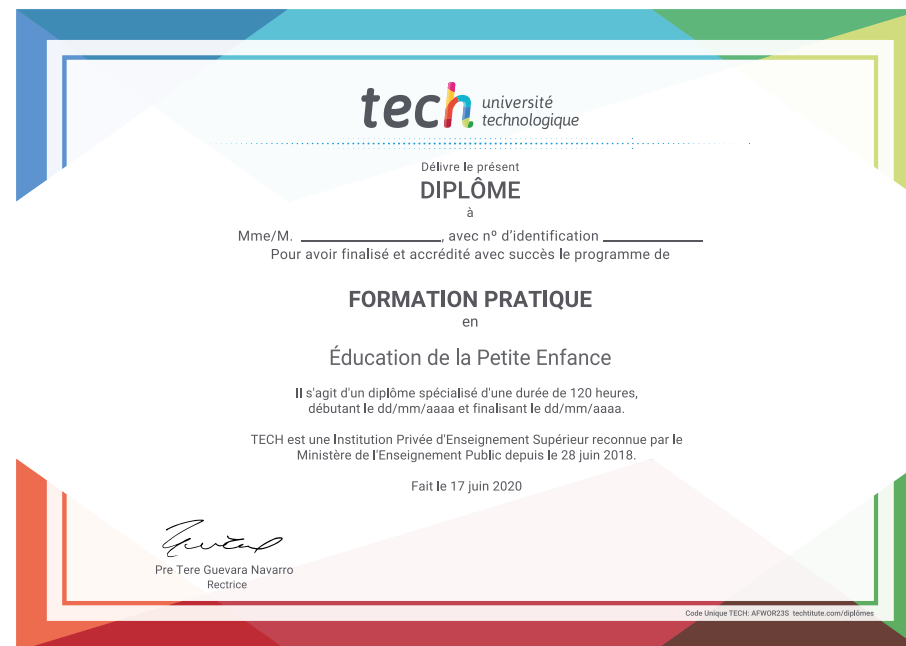 tech université
technologique
Délivre le présent
DIPLÔME
à
Mme/M. ____________________, avec nº d'identification ______________
Pour avoir finalisé et accrédité avec succès le programme de
FORMATION PRATIQUE
en
Éducation de la Petite Enfance
Il s'agit d'un diplôme spécialisé d'une durée de 120 heures,
débutant le dd/mm/aaaa et finalisant le dd/mm/aaaa.
TECH est une Institution Privée d'Enseignement Supérieur reconnue par le
Ministère de l'Enseignement Public depuis le 28 juin 2018.
Fait le 17 juin 2020
Pre Tere Guevara Navarro
Rectrice
Code Unique TECH: AFWOR23S techtitute.com/diplômes